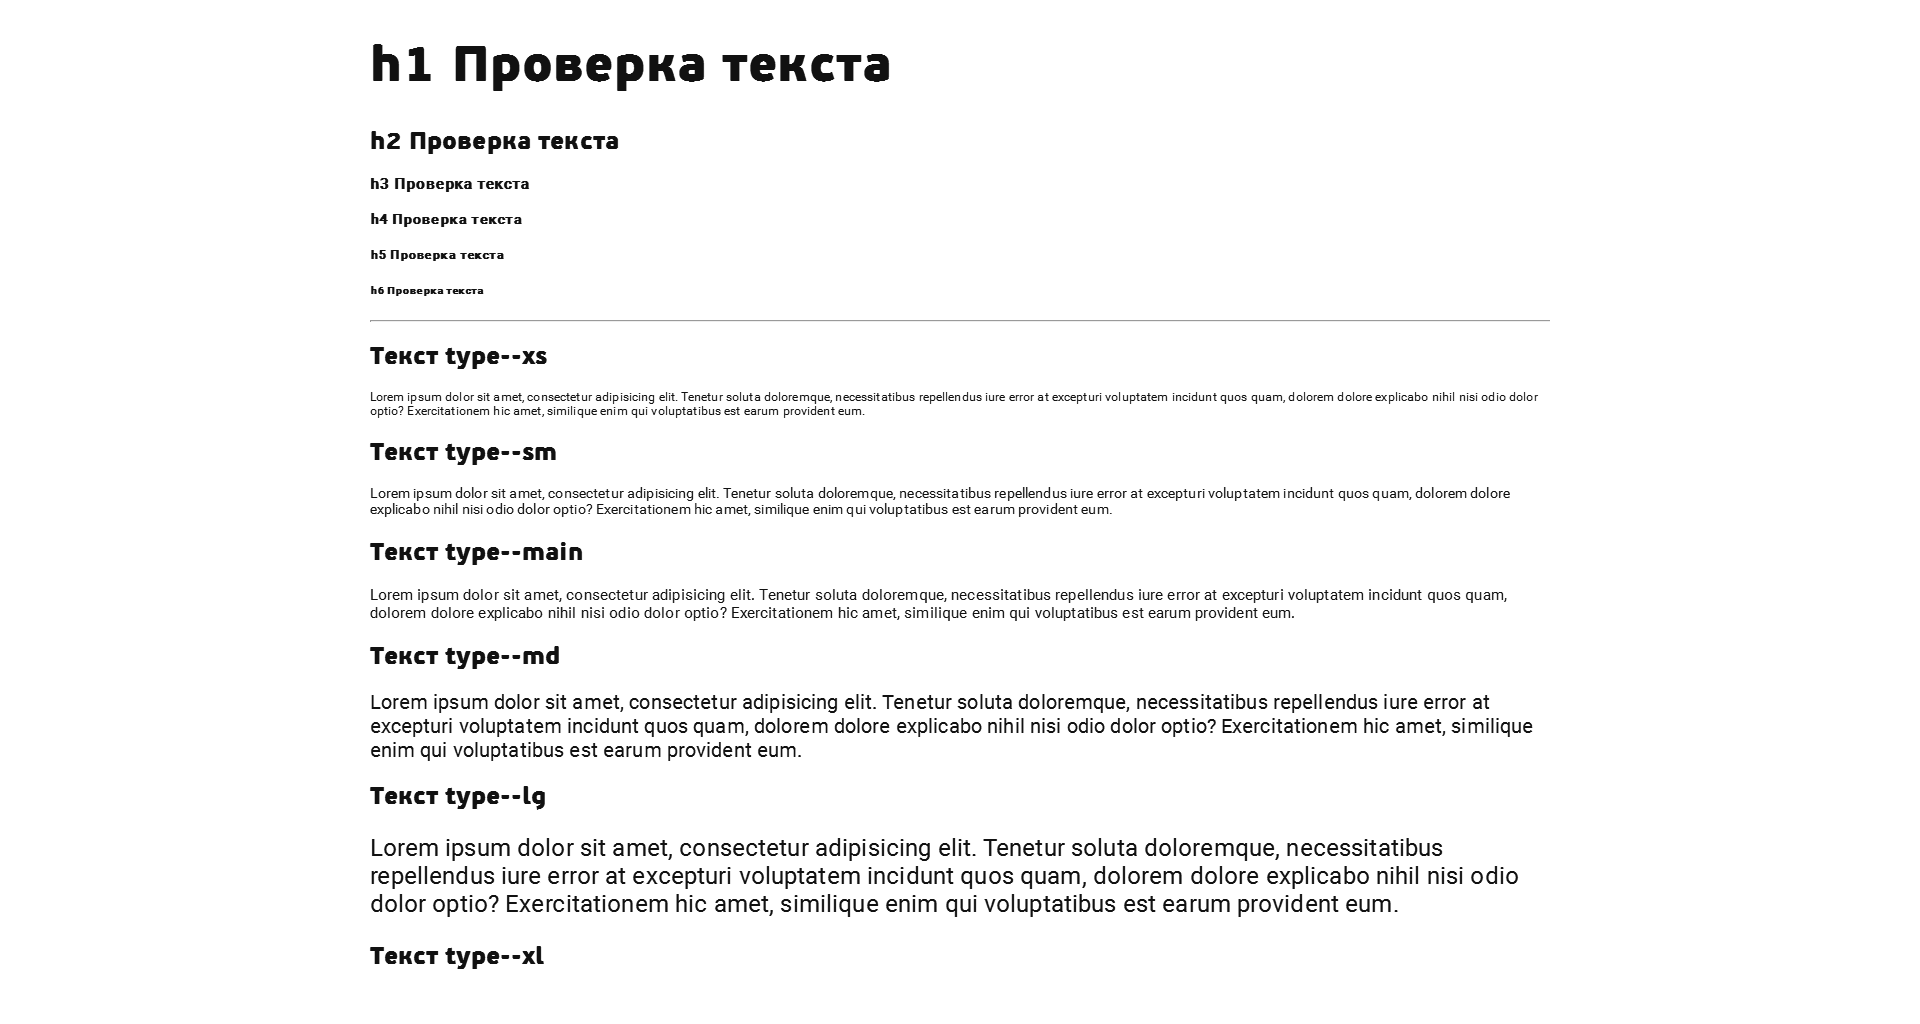 h1 Проверка текста
h2 Проверка текста
h3 Проверка текста
h4 Проверка текста
h5 Проверка текста
h6 Проверка текста
Текст type--xs
Lorem ipsum dolor sit amet, consectetur adipisicing elit. Tenetur soluta doloremque, necessitatibus repellendus iure error at excepturi voluptatem incidunt quos quam, dolorem dolore explicabo nihil nisi odio dolor
optio? Exercitationem hic amet, similique enim qui voluptatibus est earum provident eum.
Текст type--sm
Lorem ipsum dolor sit amet, consectetur adipisicing elit. Tenetur soluta doloremque, necessitatibus repellendus iure error at excepturi voluptatem incidunt quos quam, dolorem dolore
explicabo nihil nisi odio dolor optio? Exercitationem hic amet, similique enim qui voluptatibus est earum provident eum.
Текст type--main
Lorem ipsum dolor sit amet, consectetur adipisicing elit. Tenetur soluta doloremque, necessitatibus repellendus iure error at excepturi voluptatem incidunt quos quam,
dolorem dolore explicabo nihil nisi odio dolor optio? Exercitationem hic amet, similique enim qui voluptatibus est earum provident eum.
Текст type--md
Lorem ipsum dolor sit amet, consectetur adipisicing elit. Tenetur soluta doloremque, necessitatibus repellendus iure error at
excepturi voluptatem incidunt quos quam, dolorem dolore explicabo nihil nisi odio dolor optio? Exercitationem hic amet, similique
enim qui voluptatibus est earum provident eum.
Текст type--lg
Lorem ipsum dolor sit amet, consectetur adipisicing elit. Tenetur soluta doloremque, necessitatibus
repellendus iure error at excepturi voluptatem incidunt quos quam, dolorem dolore explicabo nihil nisi odio
dolor optio? Exercitationem hic amet, similique enim qui voluptatibus est earum provident eum.
Текст type--xl